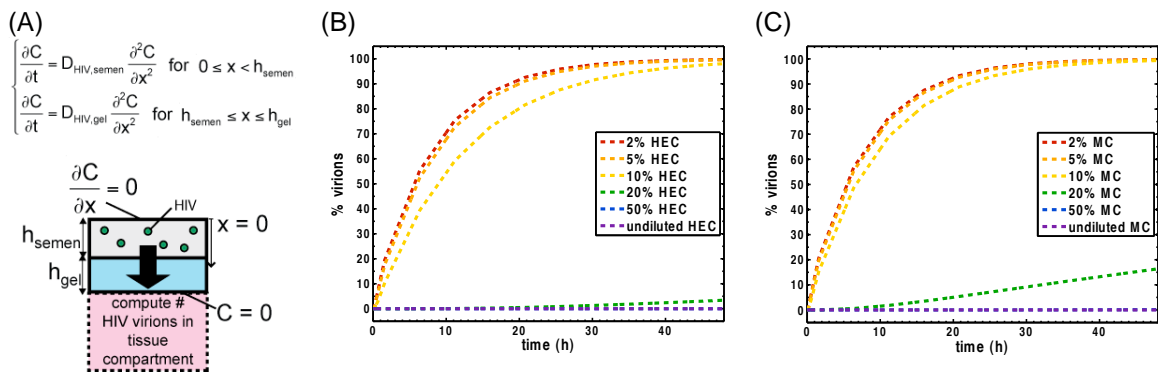 (A)
∂C/∂t = D_HIV,semen ∂²C/∂x² for 0 ≤ x < h_semen
∂C/∂t = D_HIV,gel ∂²C/∂x² for h_semen ≤ x ≤ h_gel
∂C/∂x = 0
HIV
x = 0
h_semen
h_gel
C = 0
compute #
HIV virions in
tissue
compartment
(B)
100
90
80
70
60
50
40
30
20
10
0
% virions
2% HEC
5% HEC
10% HEC
20% HEC
50% HEC
undiluted HEC
0 10 20 30 40
time (h)
(C)
100
90
80
70
60
50
40
30
20
10
0
% virions
2% MC
5% MC
10% MC
20% MC
50% MC
undiluted MC
0 10 20 30 40
time (h)